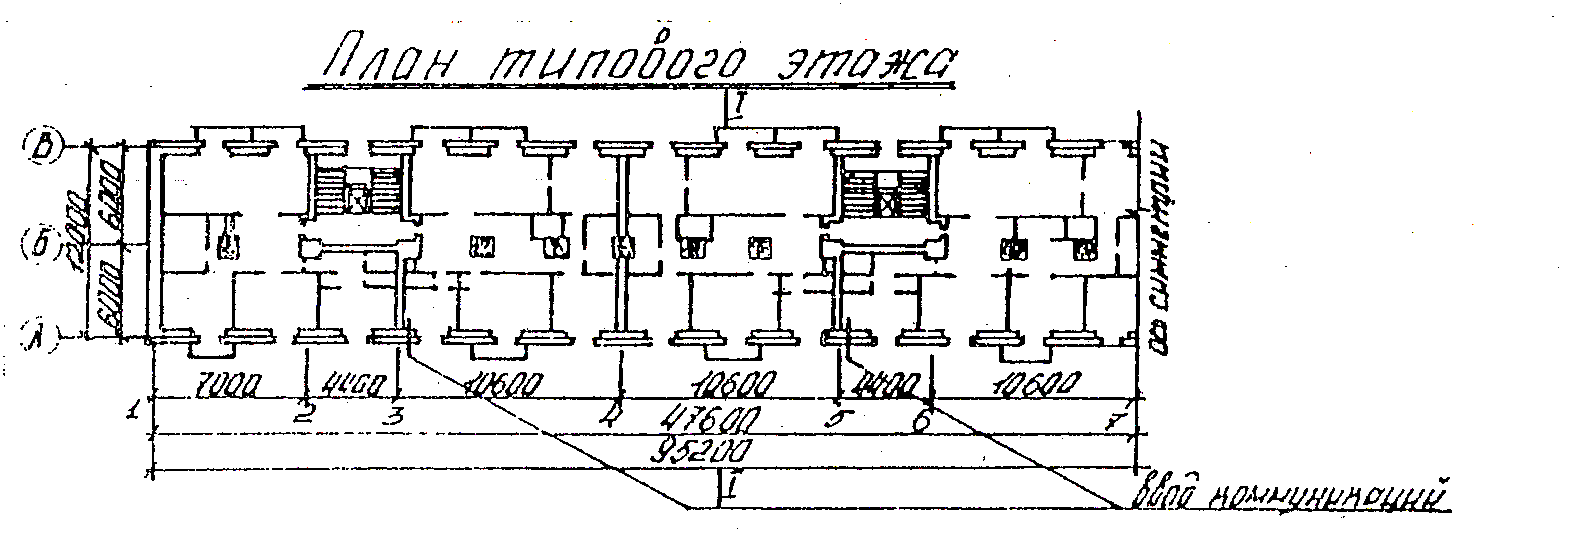 План типового этажа
I
В
Б
А
6000
6000
12000
ось симметрии
7000 4400 10600 10600 4400 10600
1 2 3 4 5 6 7
47600
95200
I
ввод коммуникаций